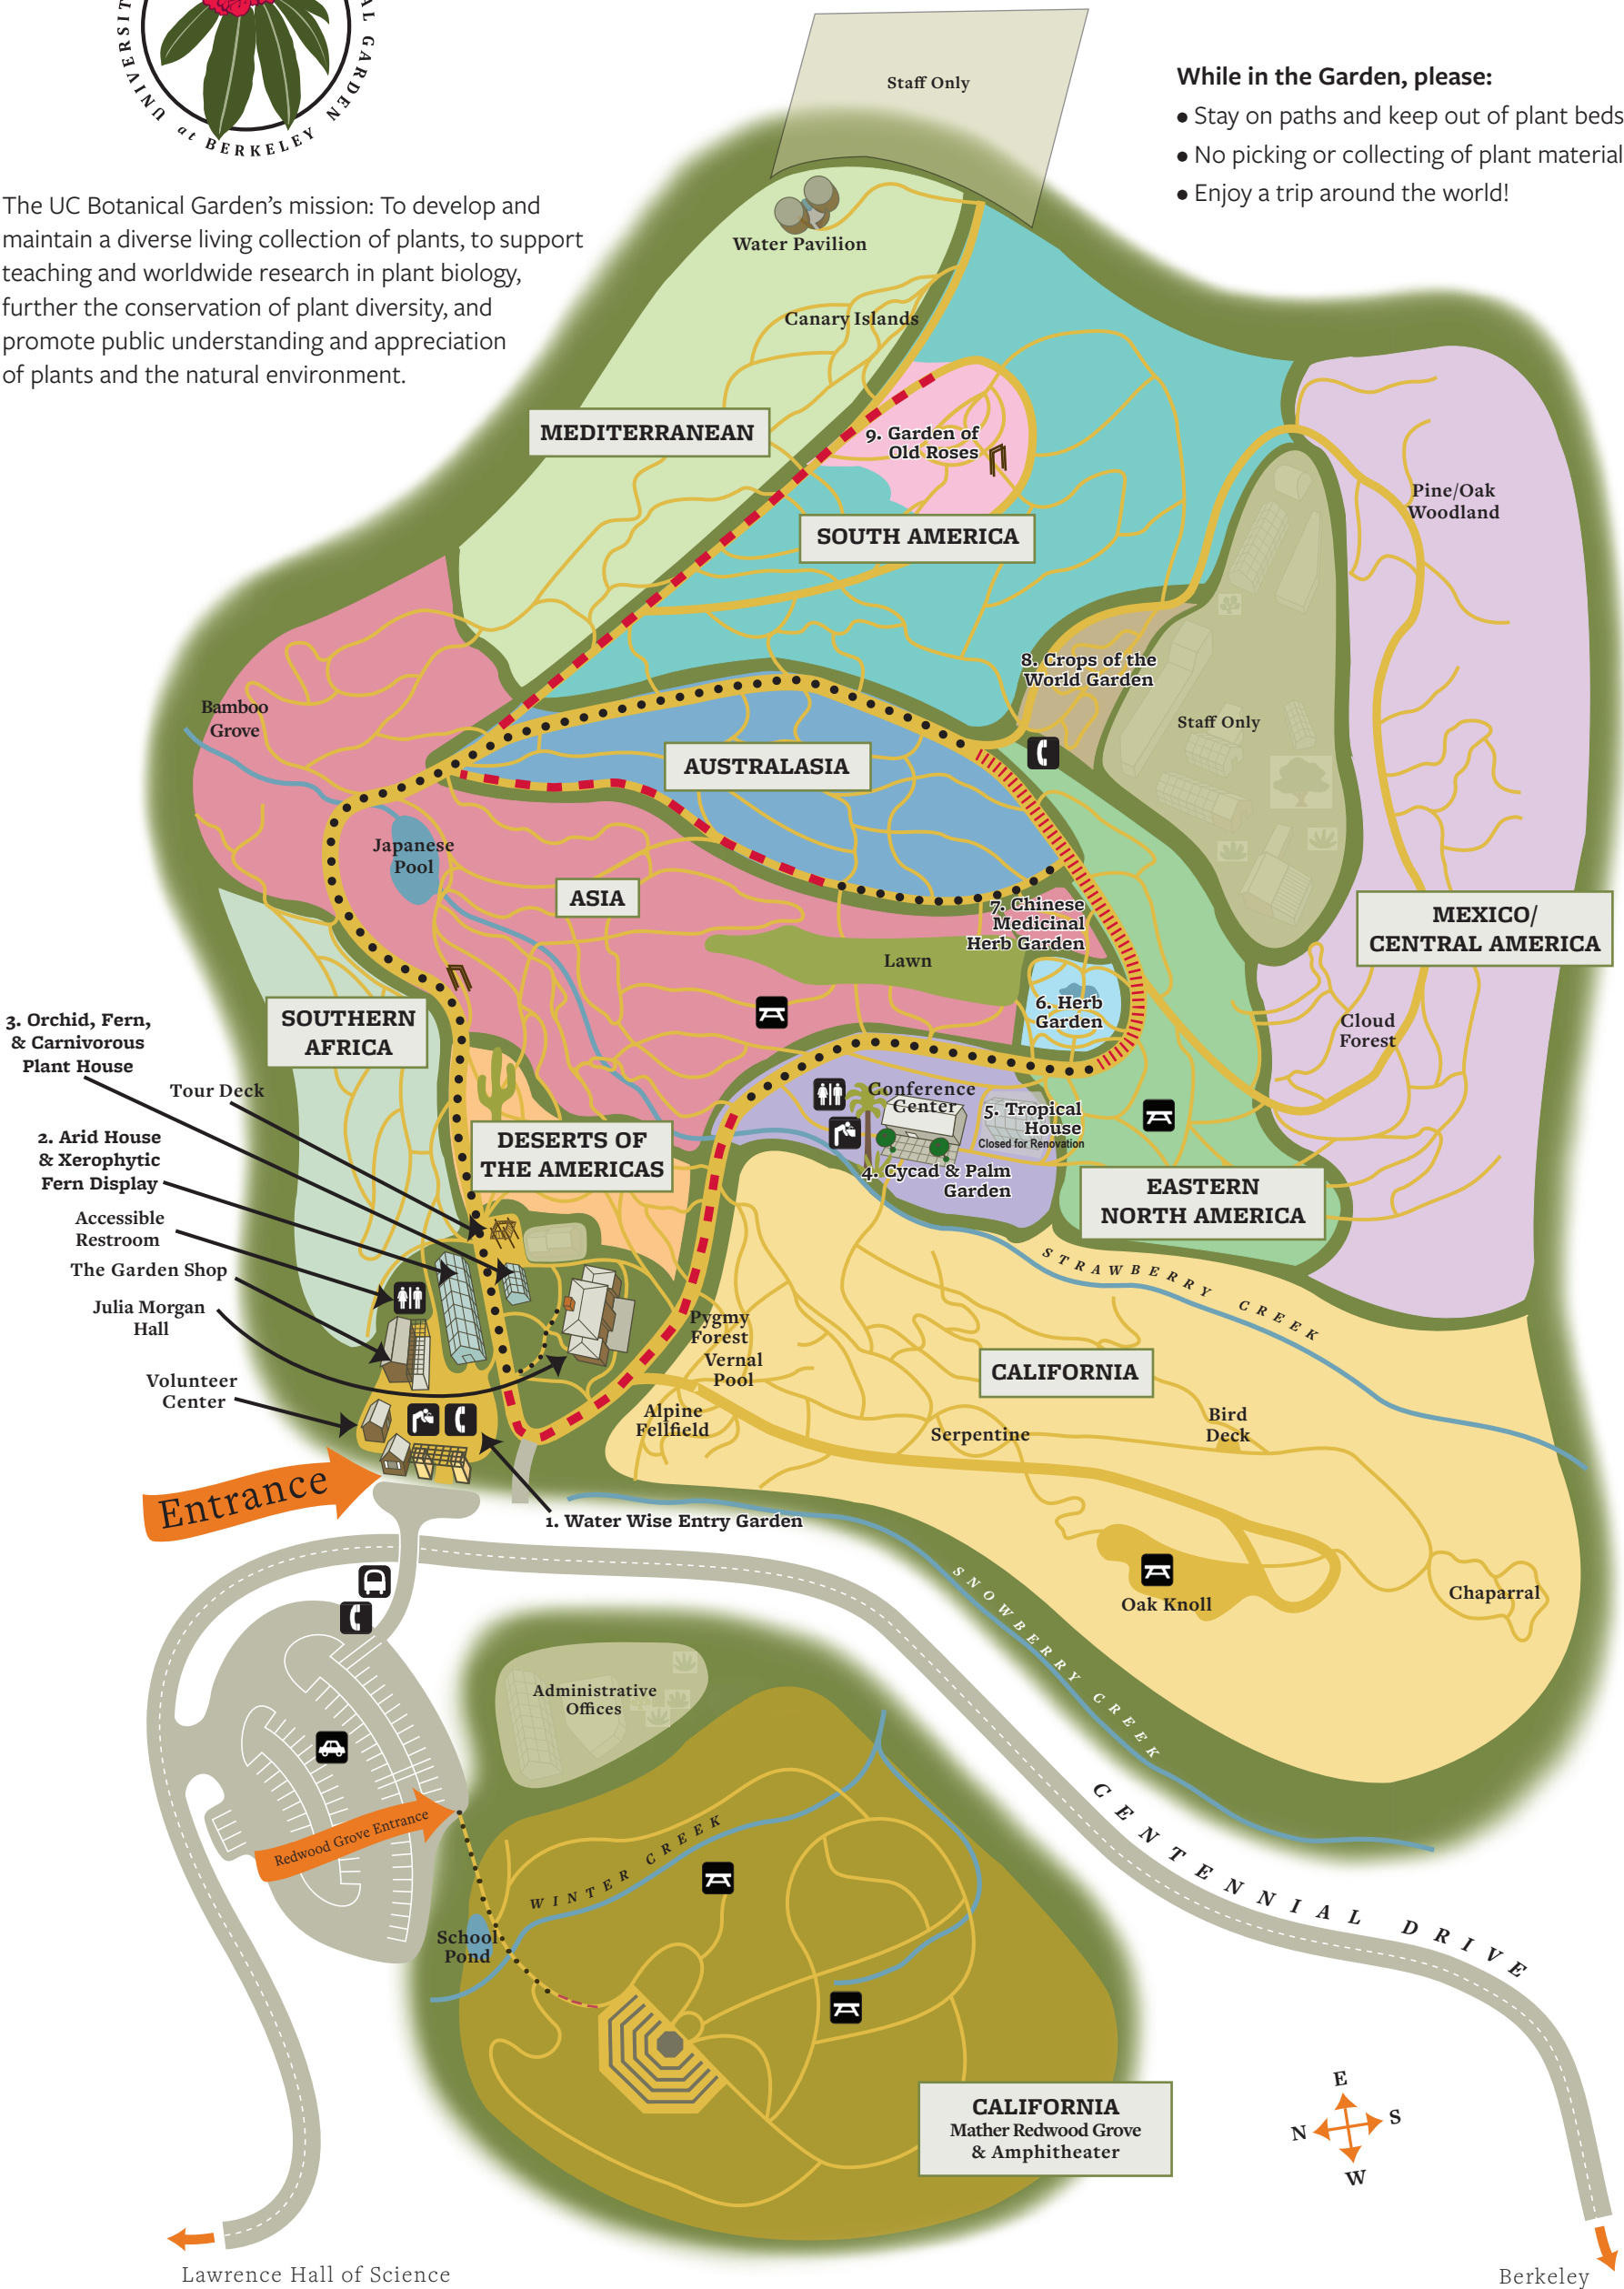 UNIVERSIT
AL GARDEN
at BERKELEY
The UC Botanical Garden's mission: To develop and
maintain a diverse living collection of plants, to support
teaching and worldwide research in plant biology,
further the conservation of plant diversity, and
promote public understanding and appreciation
of plants and the natural environment.
While in the Garden, please:
• Stay on paths and keep out of plant beds
• No picking or collecting of plant material
• Enjoy a trip around the world!
Staff Only
Water Pavilion
Canary Islands
MEDITERRANEAN
9. Garden of
Old Roses
SOUTH AMERICA
Pine/Oak
Woodland
8. Crops of the
World Garden
Staff Only
Bamboo
Grove
AUSTRALASIA
Japanese
Pool
ASIA
7. Chinese
Medicinal
Herb Garden
Lawn
MEXICO/
CENTRAL AMERICA
6. Herb
Garden
Cloud
Forest
SOUTHERN
AFRICA
3. Orchid, Fern,
& Carnivorous
Plant House
Tour Deck
2. Arid House
& Xerophytic
Fern Display
Accessible
Restroom
The Garden Shop
Julia Morgan
Hall
Volunteer
Center
DESERTS OF
THE AMERICAS
Conference
Center
5. Tropical
House
Closed for Renovation
4. Cycad & Palm
Garden
EASTERN
NORTH AMERICA
STRAWBERRY CREEK
Pygmy
Forest
Vernal
Pool
CALIFORNIA
Alpine
Fellfield
Serpentine
Bird
Deck
Entrance
1. Water Wise Entry Garden
Oak Knoll
Chaparral
SNOWBERRY CREEK
Administrative
Offices
CENTENNIAL DRIVE
Redwood Grove Entrance
WINTER CREEK
School
Pond
CALIFORNIA
Mather Redwood Grove
& Amphitheater
E
N
S
W
Lawrence Hall of Science
Berkeley